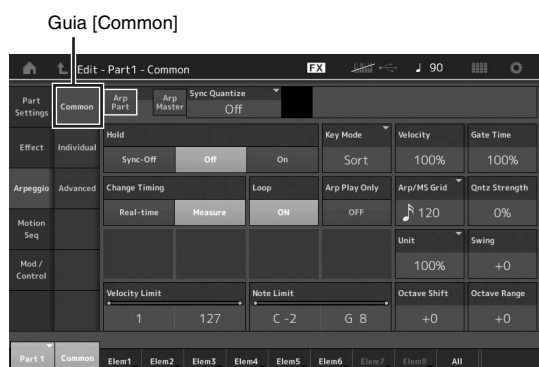 Guia [Common]
Edit - Part1 - Common
FX
90
Part Settings
Common
Arp Part
Arp Master
Sync Quantize
Off
Hold
Key Mode
Velocity
Gate Time
Effect
Individual
Sync-Off
Off
On
Sort
100%
100%
Arpeggio
Advanced
Change Timing
Loop
Arp Play Only
Arp/MS Grid
Qntz Strength
Real-time
Measure
ON
OFF
120
0%
Motion Seq
Unit
Swing
100%
+0
Mod / Control
Velocity Limit
Note Limit
Octave Shift
Octave Range
1
127
C -2
G 8
+0
+0
Part 1
Common
Elem1
Elem2
Elem3
Elem4
Elem5
Elem6
Elem7
Elem8
All